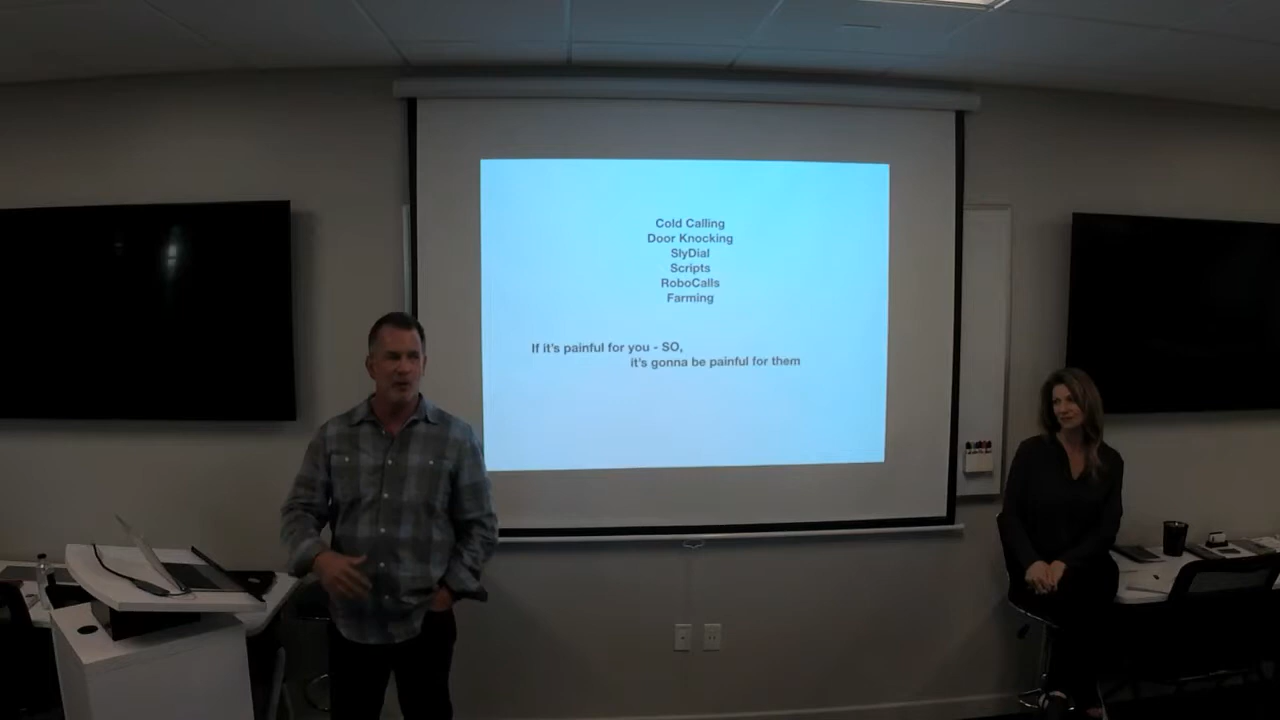 Cold Calling
Door Knocking
SlyDial
Scripts
RoboCalls
Farming
If it's painful for you - SO,
it's gonna be painful for them